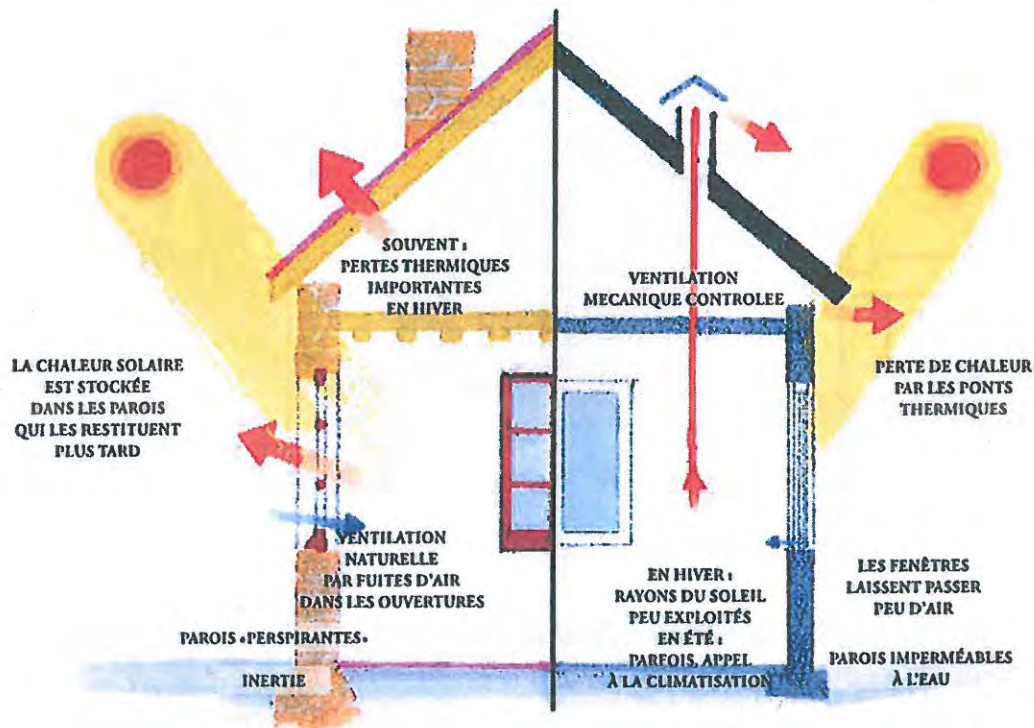 SOUVENT :
PERTES THERMIQUES
IMPORTANTES
EN HIVER
VENTILATION
MECANIQUE CONTROLEE
LA CHALEUR SOLAIRE
EST STOCKÉE
DANS LES PAROIS
QUI LES RESTITUENT
PLUS TARD
PERTE DE CHALEUR
PAR LES PONTS
THERMIQUES
VENTILATION
NATURELLE
PAR FUITES D'AIR
DANS LES OUVERTURES
EN HIVER :
RAYONS DU SOLEIL
PEU EXPLOITÉS
EN ÉTÉ :
PARFOIS, APPEL
À LA CLIMATISATION
LES FENÊTRES
LAISSENT PASSER
PEU D'AIR
PAROIS «PERSPIRANTES»
INERTIE
PAROIS IMPERMÉABLES
À L'EAU